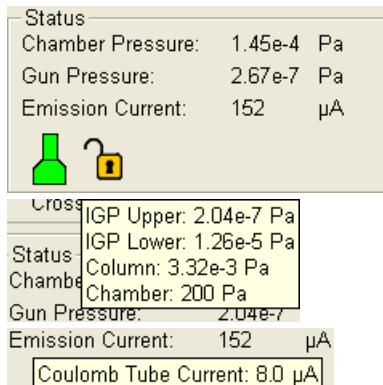 Status
Chamber Pressure: 1.45e-4 Pa
Gun Pressure: 2.67e-7 Pa
Emission Current: 152 µA
Cross
IGP Upper: 2.04e-7 Pa
IGP Lower: 1.26e-5 Pa
Status
Column: 3.32e-3 Pa
Chambe
Chamber: 200 Pa
Gun Pressure: 2.04e-7
Emission Current: 152 µA
Coulomb Tube Current: 8.0 µA